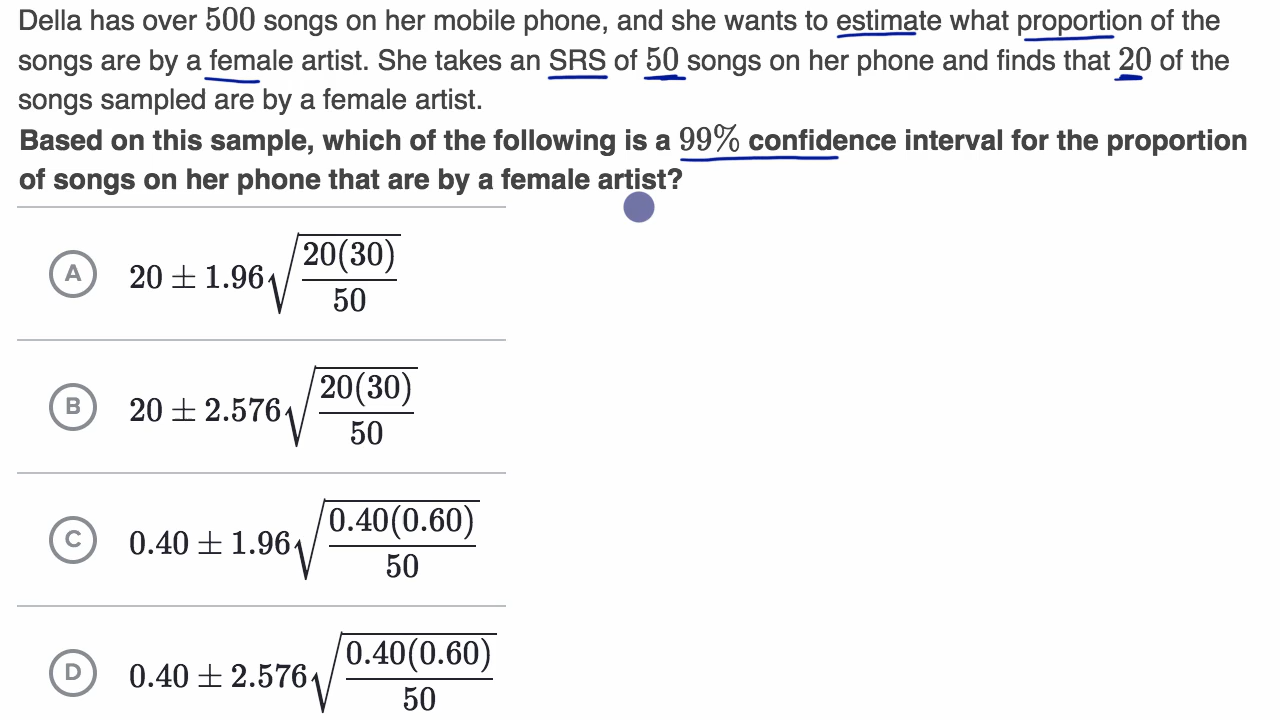 Della has over 500 songs on her mobile phone, and she wants to estimate what proportion of the
songs are by a female artist. She takes an SRS of 50 songs on her phone and finds that 20 of the
songs sampled are by a female artist.
Based on this sample, which of the following is a 99% confidence interval for the proportion
of songs on her phone that are by a female artist?
A 20 ± 1.96√(20(30)/50)
B 20 ± 2.576√(20(30)/50)
C 0.40 ± 1.96√(0.40(0.60)/50)
D 0.40 ± 2.576√(0.40(0.60)/50)